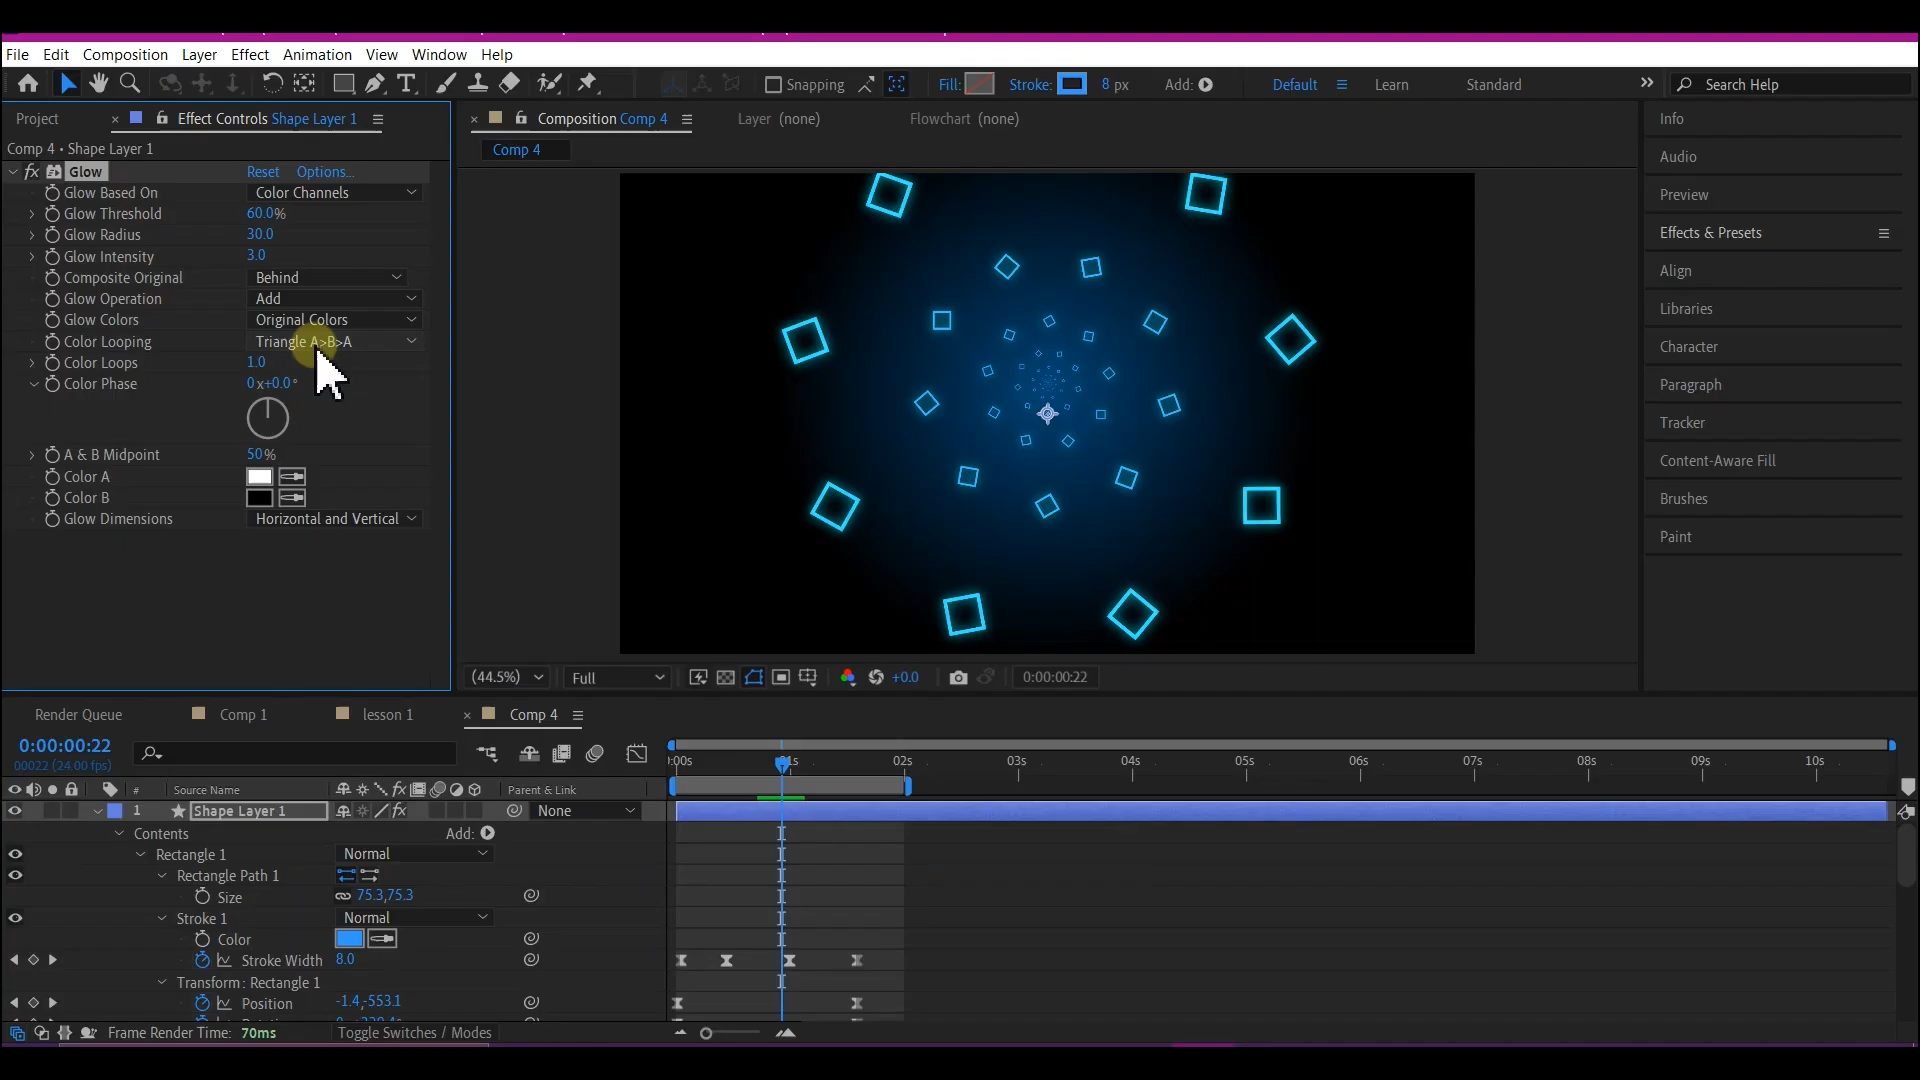 File Edit Composition Layer Effect Animation View Window Help
Snapping Fill: Stroke: 8 px Add: Default Learn Standard Search Help
Project Effect Controls Shape Layer 1
Composition Comp 4 Layer (none) Flowchart (none)
Info
Comp 4 • Shape Layer 1
Comp 4
Audio
fx Glow Reset Options...
Glow Based On Color Channels
Preview
Glow Threshold 60.0%
Glow Radius 30.0
Effects & Presets
Glow Intensity 3.0
Align
Composite Original Behind
Glow Operation Add
Libraries
Glow Colors Original Colors
Color Looping Triangle A>B>A
Character
Color Loops 1.0
Color Phase 0x+0.0°
Paragraph
Tracker
A & B Midpoint 50%
Content-Aware Fill
Color A
Color B
Brushes
Glow Dimensions Horizontal and Vertical
Paint
(44.5%) Full +0.0 0:00:00:22
Render Queue Comp 1 lesson 1 Comp 4
0:00:00:22
00022 (24.00 fps)
:00s 02s 03s 04s 05s 06s 07s 08s 09s 10s
# Source Name fx Parent & Link
1 Shape Layer 1 fx None
Contents Add:
Rectangle 1 Normal
Rectangle Path 1
Size 75.3,75.3
Stroke 1 Normal
Color
Stroke Width 8.0
Transform: Rectangle 1
Position -1.4,-553.1
Frame Render Time: 70ms Toggle Switches / Modes